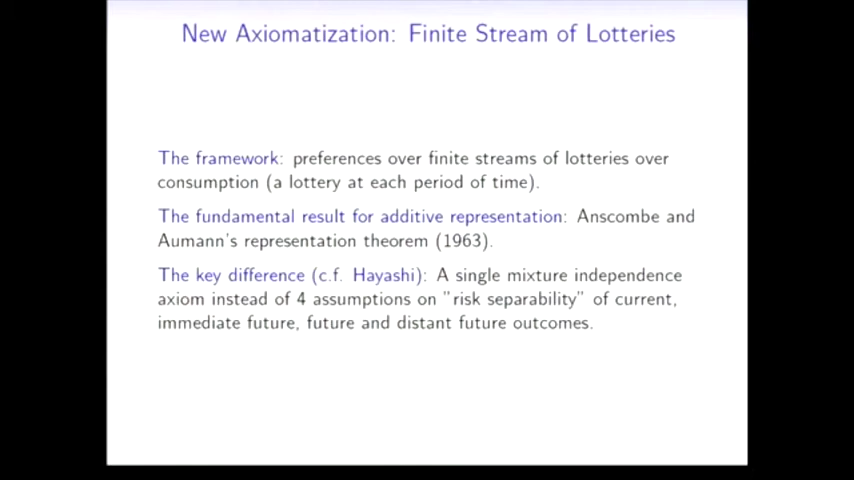 New Axiomatization: Finite Stream of Lotteries
The framework: preferences over finite streams of lotteries over
consumption (a lottery at each period of time).
The fundamental result for additive representation: Anscombe and
Aumann's representation theorem (1963).
The key difference (c.f. Hayashi): A single mixture independence
axiom instead of 4 assumptions on "risk separability" of current,
immediate future, future and distant future outcomes.